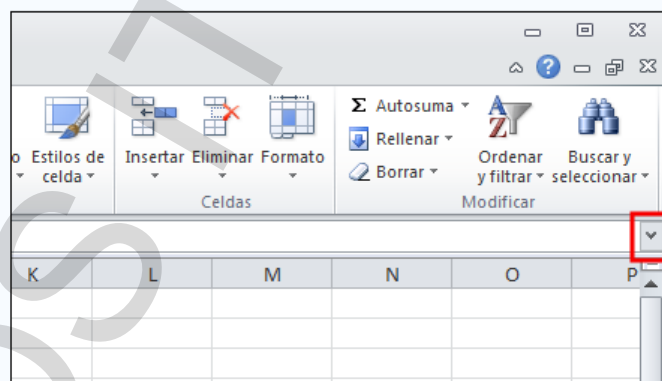 Estilos de celda
Insertar
Eliminar
Formato
Celdas
Σ Autosuma
Rellenar
Borrar
Ordenar y filtrar
Buscar y seleccionar
Modificar
K L M N O P